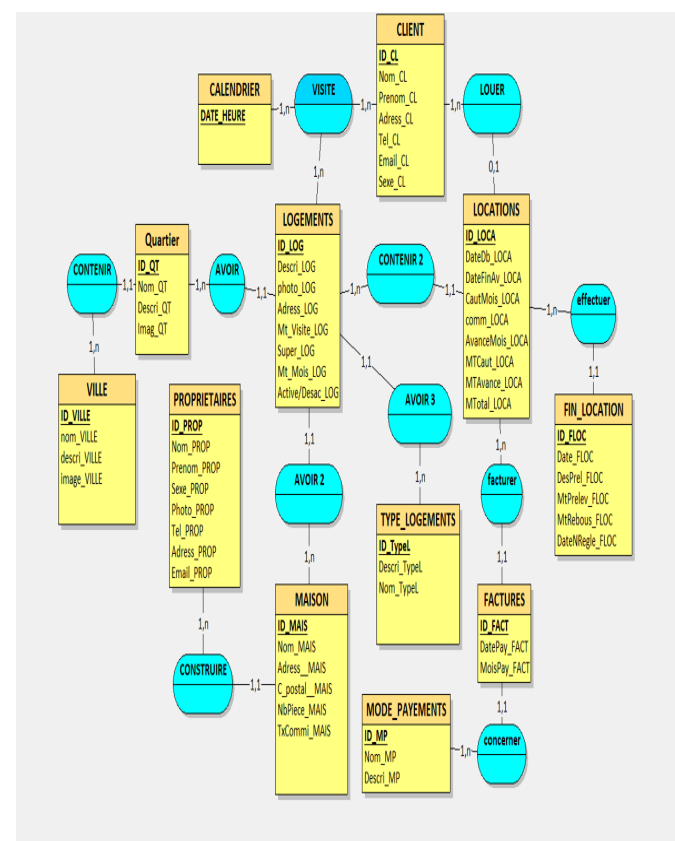 CLIENT
ID_CL
Nom_CL
Prenom_CL
Adress_CL
Tel_CL
Email_CL
Sexe_CL
CALENDRIER
DATE_HEURE
1,n
VISITE
1,n
1,n
LOUER
1,n
0,1
LOGEMENTS
ID_LOG
Descri_LOG
photo_LOG
Adress_LOG
Mt_Visite_LOG
Super_LOG
Mt_Mois_LOG
Active/Desac_LOG
LOCATIONS
ID_LOCA
DateDb_LOCA
DateFinAv_LOCA
CautMois_LOCA
comm_LOCA
AvanceMois_LOCA
MTCaut_LOCA
MTAvance_LOCA
MTotal_LOCA
CONTENIR
1,1
1,n
Quartier
ID_QT
Nom_QT
Descri_QT
Imag_QT
1,n
AVOIR
1,1
1,n
CONTENIR 2
1,1
1,n
effectuer
1,1
VILLE
ID_VILLE
nom_VILLE
descri_VILLE
image_VILLE
PROPRIETAIRES
ID_PROP
Nom_PROP
Prenom_PROP
Sexe_PROP
Photo_PROP
Tel_PROP
Adress_PROP
Email_PROP
1,1
AVOIR 2
1,n
1,1
AVOIR 3
1,n
1,n
facturer
1,1
FIN_LOCATION
ID_FLOC
Date_FLOC
DesPrel_FLOC
MtPrelev_FLOC
MtRebous_FLOC
DateNRegle_FLOC
TYPE_LOGEMENTS
ID_TypeL
Descri_TypeL
Nom_TypeL
MAISON
ID_MAIS
Nom_MAIS
Adress__MAIS
C_postal__MAIS
NbPiece_MAIS
TxCommi_MAIS
FACTURES
ID_FACT
DatePay_FACT
MoisPay_FACT
1,n
CONSTRUIRE
1,1
MODE_PAYEMENTS
ID_MP
Nom_MP
Descri_MP
1,n
1,1
concerner